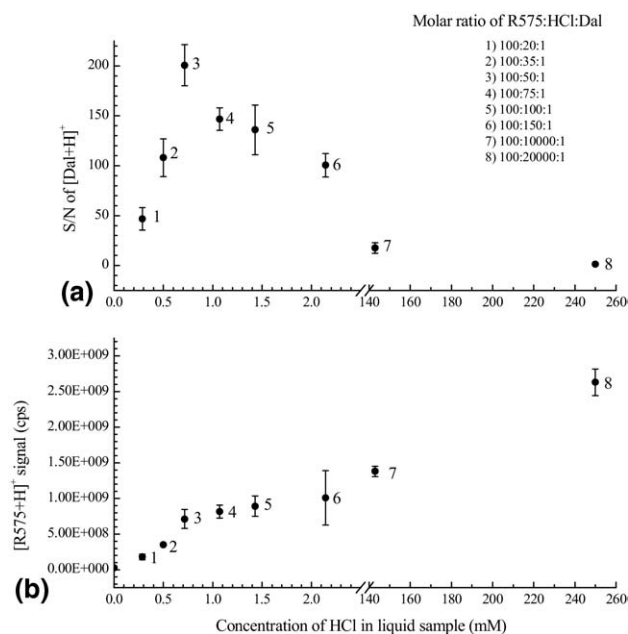 Molar ratio of R575:HCl:Dal
1) 100:20:1
2) 100:35:1
3) 100:50:1
4) 100:75:1
5) 100:100:1
6) 100:150:1
7) 100:10000:1
8) 100:20000:1
S/N of [Dal+H]⁺
200
150
100
50
0
1
2
3
4
5
6
7
8
(a)
0.0 0.5 1.0 1.5 2.0 140 160 180 200 220 240 260
[R575+H]⁺ signal (cps)
3.00E+009
2.50E+009
2.00E+009
1.50E+009
1.00E+009
5.00E+008
0.00E+000
1
2
3
4
5
6
7
8
(b)
0.0 0.5 1.0 1.5 2.0 140 160 180 200 220 240 260
Concentration of HCl in liquid sample (mM)